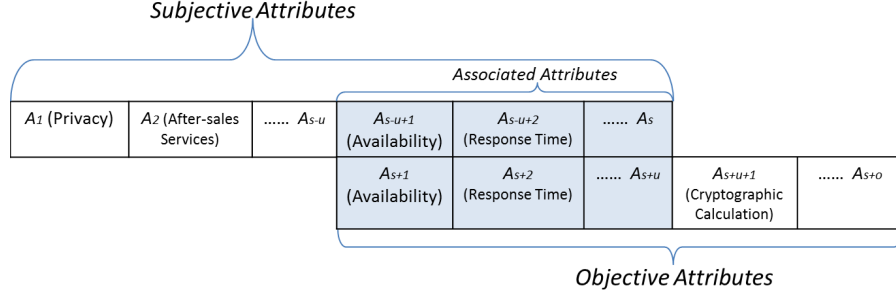 Subjective Attributes
Associated Attributes
A1 (Privacy)
A2 (After-sales
Services)
...... As-u
As-u+1
(Availability)
As-u+2
(Response Time)
...... As
As+1
(Availability)
As+2
(Response Time)
...... As+u
As+u+1
(Cryptographic
Calculation)
...... As+o
Objective Attributes